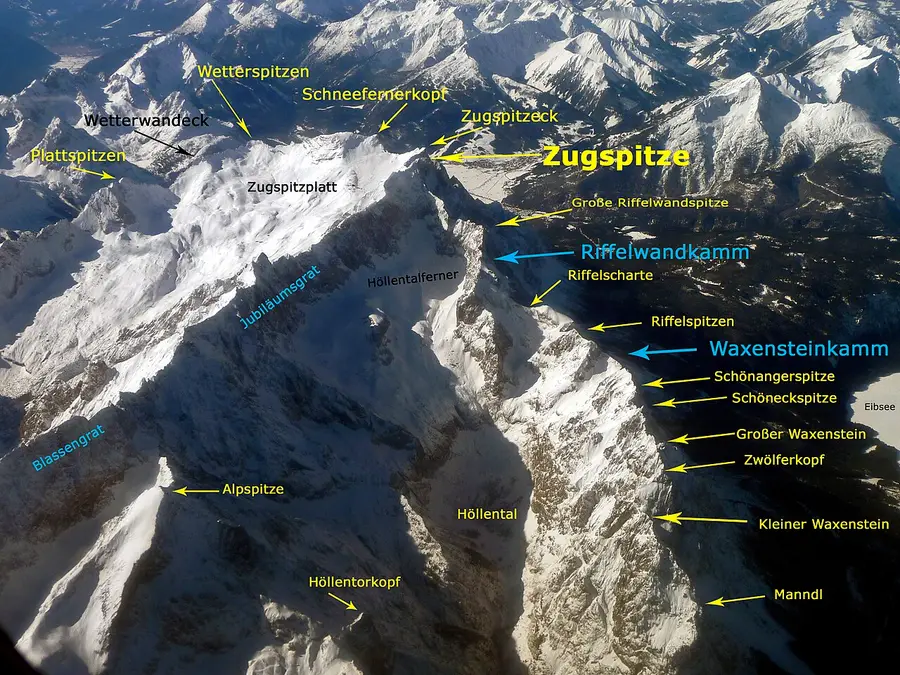 Wetterspitzen
Schneefernerkopf
Zugspitzeck
Wetterwandeck
Plattspitzen
Zugspitze
Zugspitzplatt
Große Riffelwandspitze
Riffelwandkamm
Höllentalferner
Riffelscharte
Jubiläumsgrat
Riffelspitzen
Waxensteinkamm
Schönangerspitze
Schöneckspitze
Eibsee
Großer Waxenstein
Blassengrat
Zwölferkopf
Alpspitze
Höllental
Kleiner Waxenstein
Höllentorkopf
Manndl